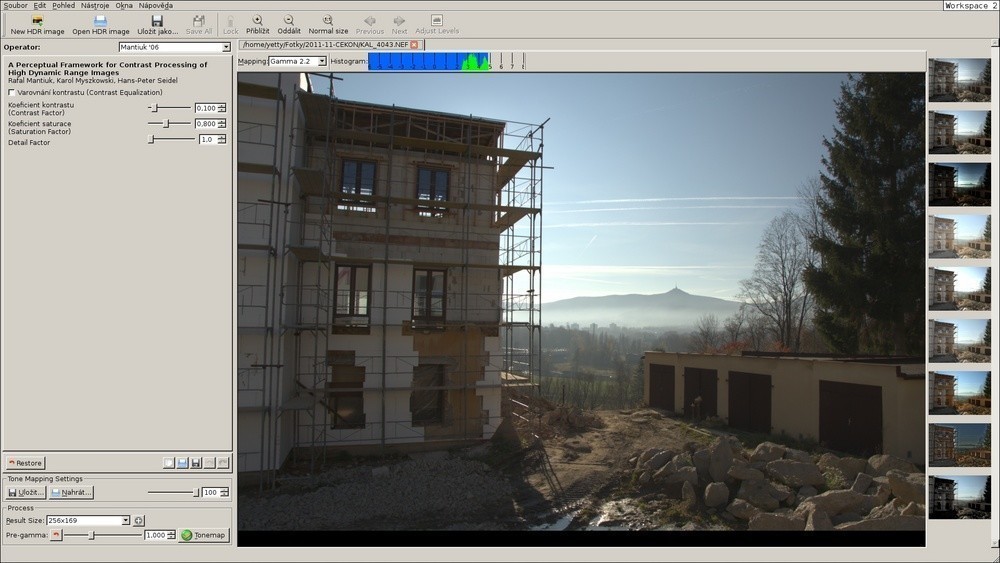 Soubor Edit Pohled Nástroje Okna Nápověda
Workspace 2
New HDR image Open HDR image Uložit jako... Save All Lock Přiblížit Oddálit Normal size Previous Next Adjust Levels
Operator: Mantiuk '06
/home/yetty/Fotky/2011-11-CEKON/KAL_4043.NEF
Mapping: Gamma 2.2 Histogram:
5 6 7 8
A Perceptual Framework for Contrast Processing of
High Dynamic Range Images
Rafal Mantiuk, Karol Myszkowski, Hans-Peter Seidel
Varovnání kontrastu (Contrast Equalization)
Koeficient kontrastu
(Contrast Factor)
0.100
Koeficient saturace
(Saturation Factor)
0.800
Detail Factor
1.0
Restore
Tone Mapping Settings
Uložit... Nahrát... 100
Process
Result Size: 256x169
Pre-gamma: 1.000 Tonemap